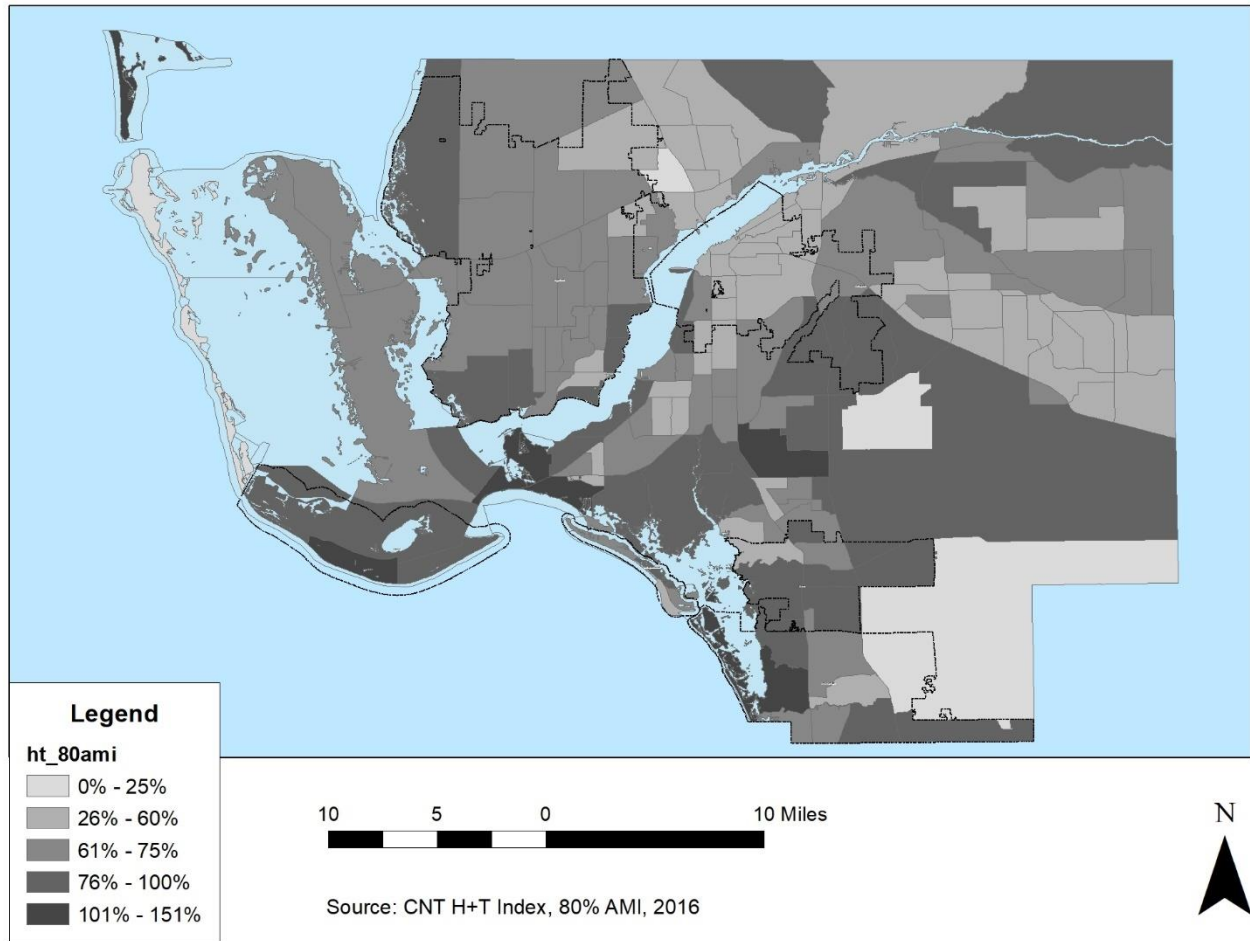 Legend
ht_80ami
0% - 25%
26% - 60%
61% - 75%
76% - 100%
101% - 151%
10 5 0 10 Miles
Source: CNT H+T Index, 80% AMI, 2016
N